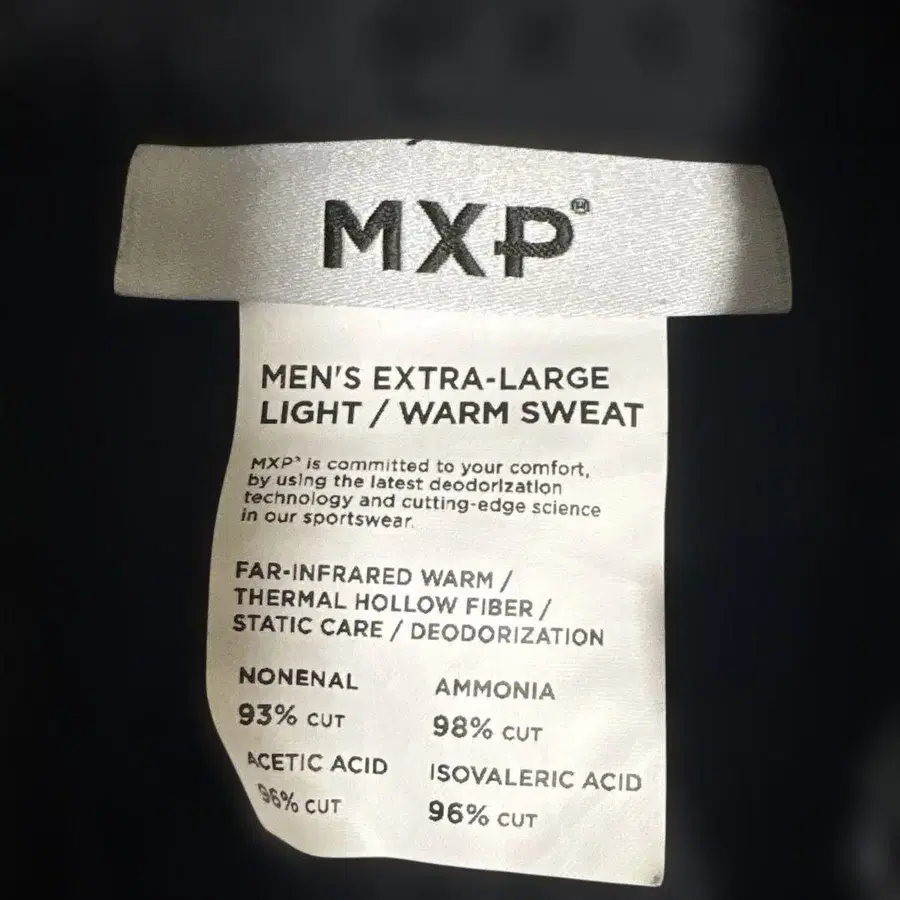 MXP®
MEN'S EXTRA-LARGE
LIGHT / WARM SWEAT
MXP® is committed to your comfort,
by using the latest deodorization
technology and cutting-edge science
in our sportswear.
FAR-INFRARED WARM /
THERMAL HOLLOW FIBER /
STATIC CARE / DEODORIZATION
NONENAL
93% CUT
AMMONIA
98% CUT
ACETIC ACID
96% CUT
ISOVALERIC ACID
96% CUT